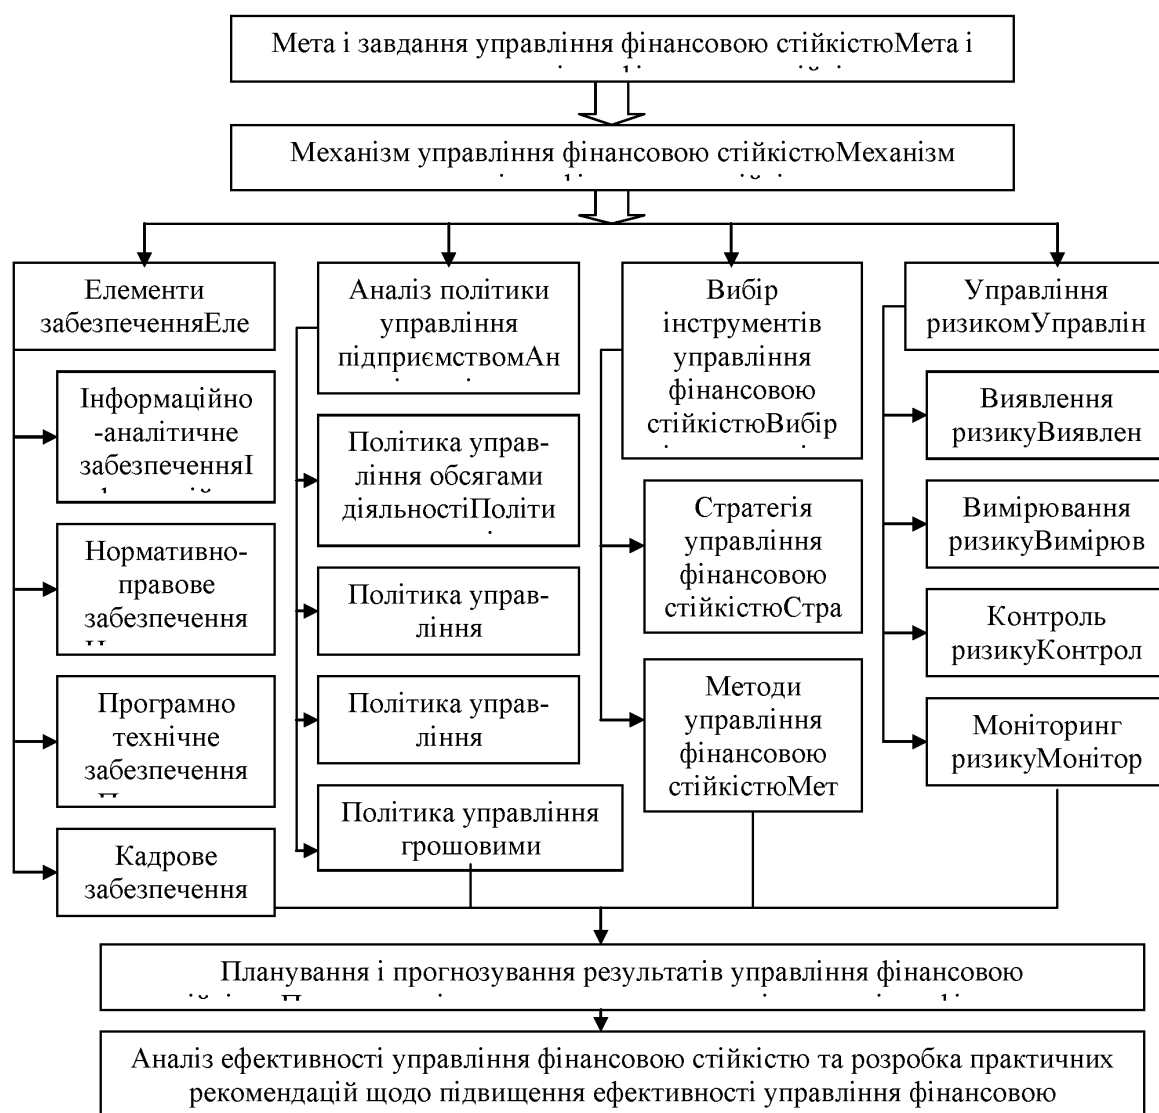 Мета і завдання управління фінансовою стійкістюМета і
Механізм управління фінансовою стійкістюМеханізм
Елементи
забезпеченняЕле
Інформаційно
-аналітичне
забезпеченняІ
Нормативно-
правове
забезпечення
Програмно
технічне
забезпечення
Кадрове
забезпечення
Аналіз політики
управління
підприємствомАн
Політика управ-
ління обсягами
діяльностіПоліти
Політика управ-
ління
Політика управ-
ління
Політика управління
грошовими
Вибір
інструментів
управління
фінансовою
стійкістюВибір
Стратегія
управління
фінансовою
стійкістюСтра
Методи
управління
фінансовою
стійкістюМет
Управління
ризикомУправлін
Виявлення
ризикуВиявлен
Вимірювання
ризикуВимірюв
Контроль
ризикуКонтрол
Моніторинг
ризикуМонітор
Планування і прогнозування результатів управління фінансовою
Аналіз ефективності управління фінансовою стійкістю та розробка практичних
рекомендацій щодо підвищення ефективності управління фінансовою